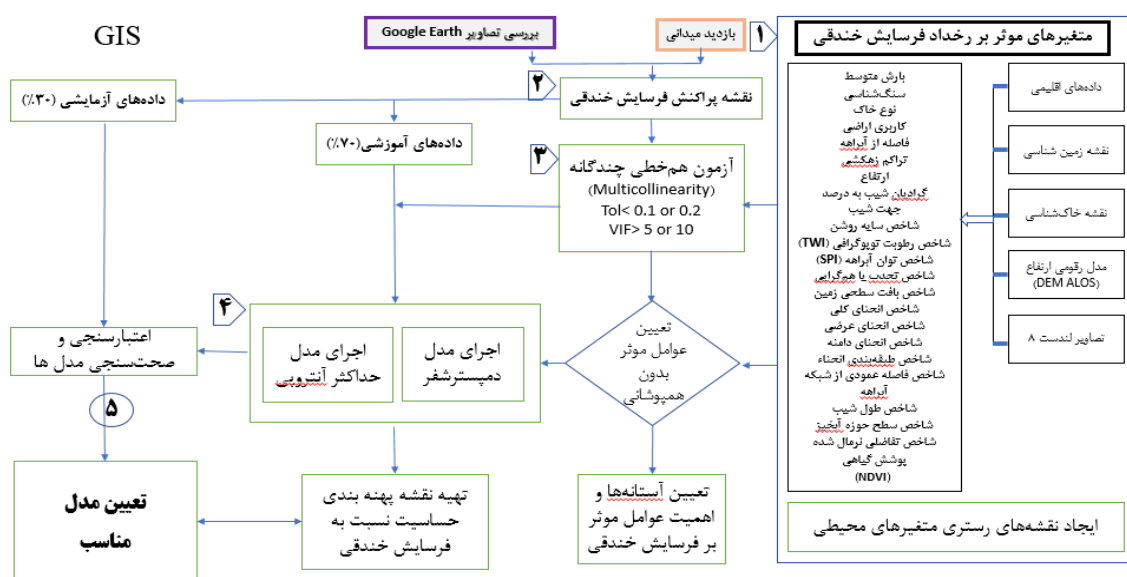 GIS
بررسی تصاویر Google Earth
بازدید میدانی
۱
متغیرهای موثر بر رخداد فرسایش خندقی
بارش متوسط
سنگ‌شناسی
نوع خاک
کاربری اراضی
فاصله از آبراهه
تراکم زهکشی
ارتفاع
گرادیان شیب به درصد
جهت شیب
شاخص سایه روشن
شاخص رطوبت توپوگرافی (TWI)
شاخص توان آبراهه (SPI)
شاخص تحدب یا همگرایی
شاخص بافت سطحی زمین
شاخص انحنای کلی
شاخص انحنای عرضی
شاخص انحنای دامنه
شاخص طبقه‌بندی انحناء
شاخص فاصله عمودی از شبکه
آبراهه
شاخص طول شیب
شاخص سطح حوزه آبخیز
شاخص تفاضلی نرمال شده
پوشش گیاهی
(NDVI)
داده‌های اقلیمی
نقشه زمین شناسی
نقشه خاک‌شناسی
مدل رقومی ارتفاع
(DEM ALOS)
تصاویر لندست ۸
ایجاد نقشه‌های رستری متغیرهای محیطی
۲
نقشه پراکنش فرسایش خندقی
داده‌های آموزشی(۷۰٪)
داده‌های آزمایشی (۳۰٪)
۳
آزمون هم‌خطی چندگانه
(Multicollinearity)
Tol< 0.1 or 0.2
VIF> 5 or 10
تعیین
عوامل موثر
بدون
همپوشانی
تعیین آستانه‌ها و
اهمیت عوامل موثر
بر فرسایش خندقی
۴
اجرای مدل
دمپسترشفر
اجرای مدل
حداکثر آنتروپی
اعتبارسنجی و
صحت‌سنجی مدل ها
۵
تهیه نقشه پهنه بندی
حساسیت نسبت به
فرسایش خندقی
تعیین مدل
مناسب